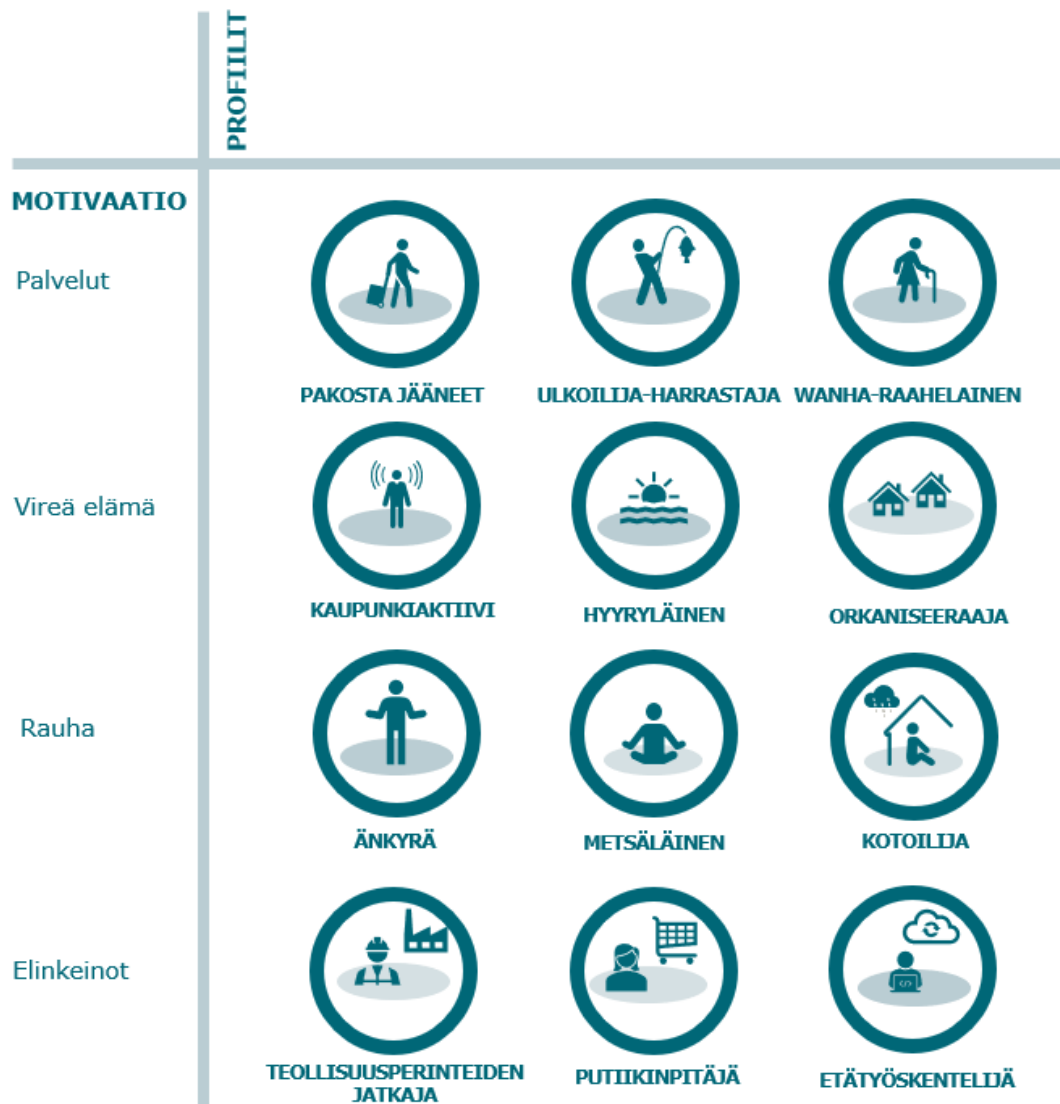 PROFIILIT
MOTIVAATIO
Palvelut
PAKOSTA JÄÄNEET
ULKOILIJA-HARRASTAJA
WANHA-RAAHELAINEN
Vireä elämä
KAUPUNKIAKTIIVI
HYYRYLÄINEN
ORKANISEERAAJA
Rauha
ÄNKYRÄ
METSÄLÄINEN
KOTOILIJA
Elinkeinot
TEOLLISUUSPERINTEIDEN
JATKAJA
PUTIIKINPITÄJÄ
ETÄTYÖSKENTELIJÄ